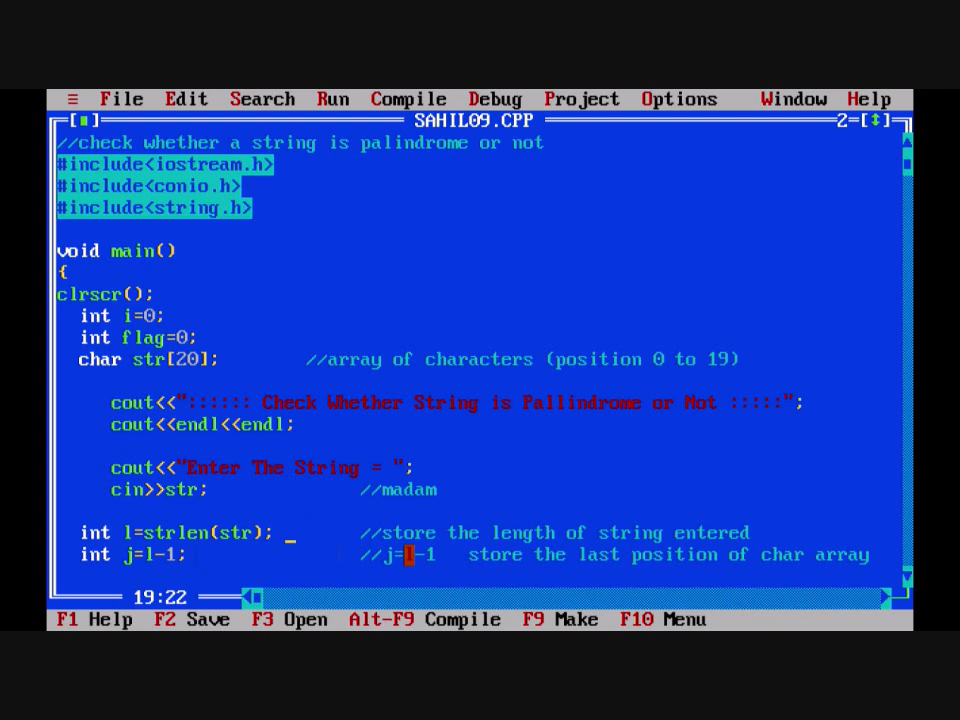 ≡ File Edit Search Run Compile Debug Project Options Window Help
[■] SAHIL09.CPP 2=[↕]
//check whether a string is palindrome or not
#include<iostream.h>
#include<conio.h>
#include<string.h>
void main()
{
clrscr();
int i=0;
int flag=0;
char str[20]; //array of characters (position 0 to 19)
cout<<":::::: Check Whether String is Pallindrome or Not :::::";
cout<<endl<<endl;
cout<<"Enter The String = ";
cin>>str; //madam
int l=strlen(str); _ //store the length of string entered
int j=l-1; //j=l-1 store the last position of char array
19:22
F1 Help F2 Save F3 Open Alt-F9 Compile F9 Make F10 Menu